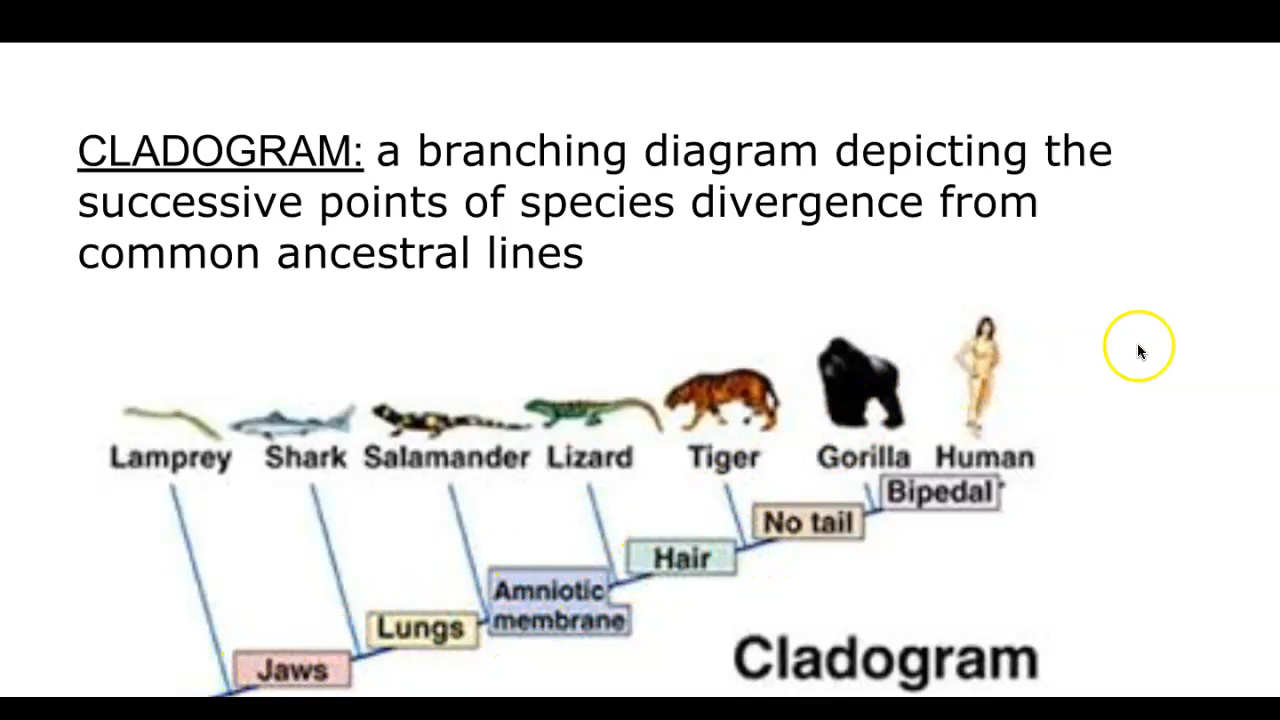 CLADOGRAM: a branching diagram depicting the
successive points of species divergence from
common ancestral lines
Lamprey Shark Salamander Lizard Tiger Gorilla Human
Bipedal
No tail
Hair
Amniotic
membrane
Lungs
Jaws
Cladogram